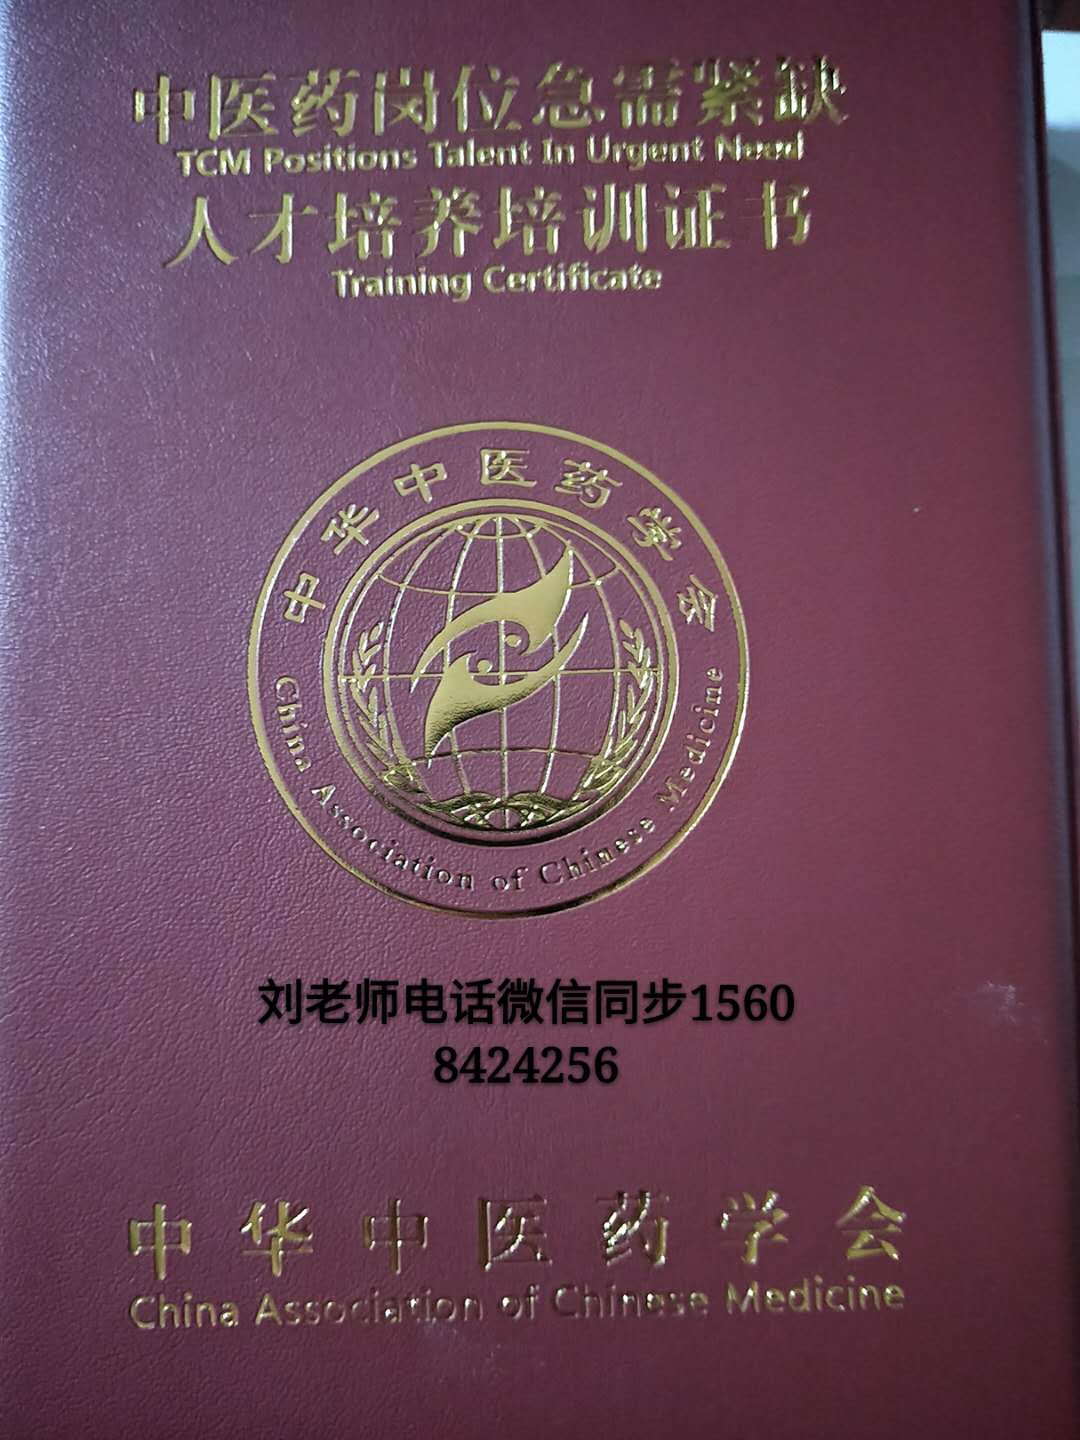 中医药岗位急需紧缺
TCM Positions Talent In Urgent Need
人才培养培训证书
Training Certificate
中华中医药学会
China Association of Chinese Medicine
刘老师电话微信同步1560
8424256
中华中医药学会
China Association of Chinese Medicine